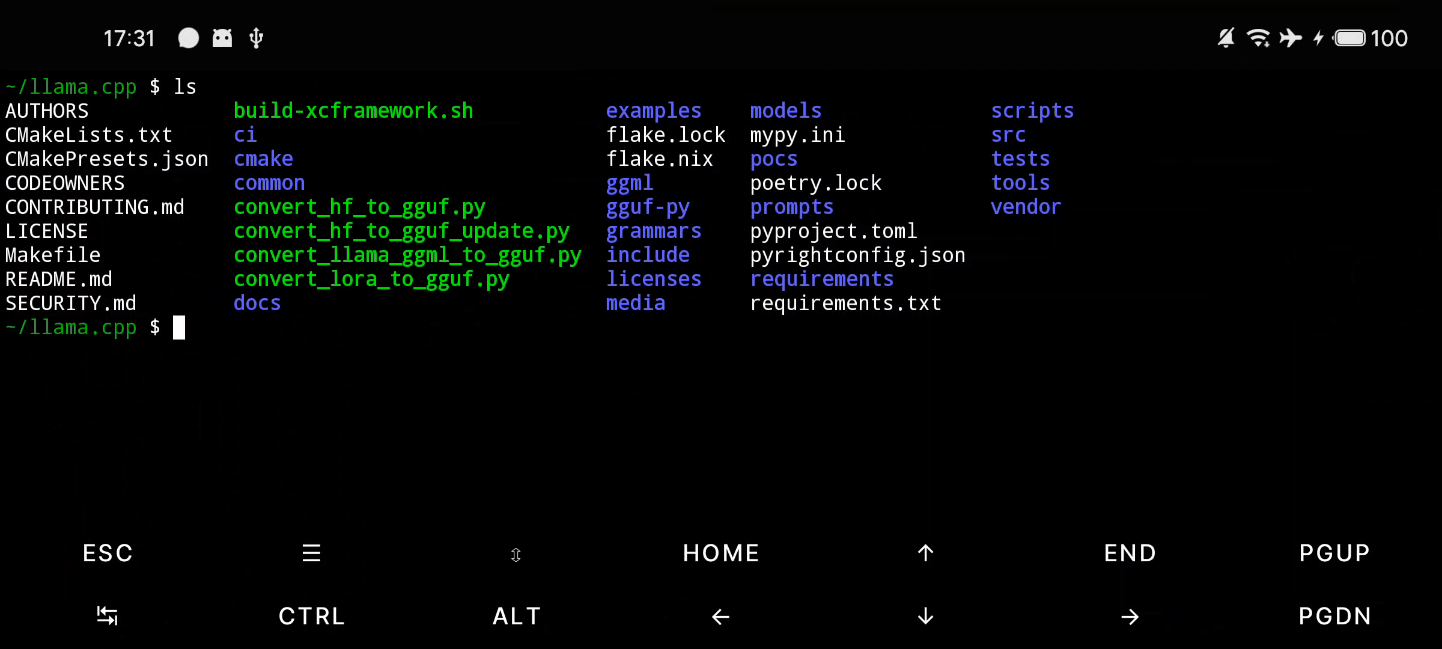 17:31 100
~/llama.cpp $ ls
AUTHORS build-xcframework.sh examples models scripts
CMakeLists.txt ci flake.lock mypy.ini src
CMakePresets.json cmake flake.nix pocs tests
CODEOWNERS common ggml poetry.lock tools
CONTRIBUTING.md convert_hf_to_gguf.py gguf-py prompts vendor
LICENSE convert_hf_to_gguf_update.py grammars pyproject.toml
Makefile convert_llama_ggml_to_gguf.py include pyrightconfig.json
README.md convert_lora_to_gguf.py licenses requirements
SECURITY.md docs media requirements.txt
~/llama.cpp $
ESC ☰ ⇳ HOME ↑ END PGUP
↹ CTRL ALT ← ↓ → PGDN